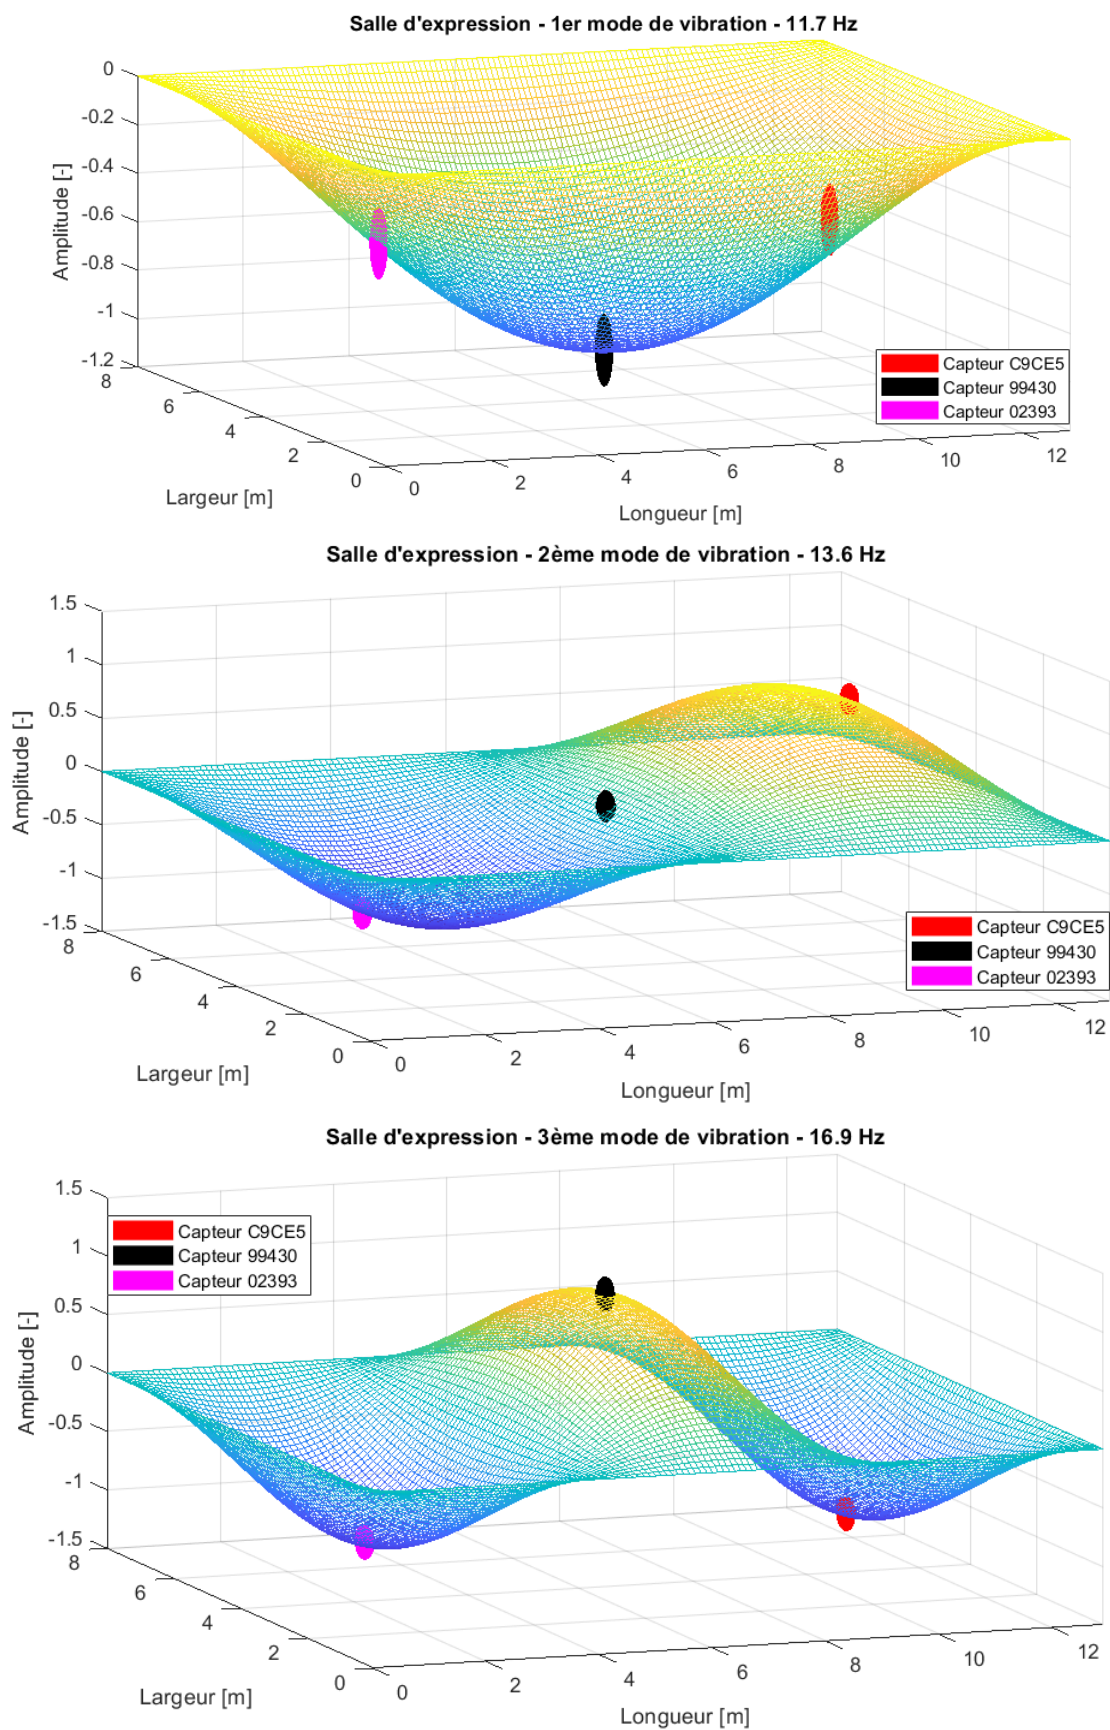 Salle d'expression - 1er mode de vibration - 11.7 Hz
0
-0.2
-0.4
-0.6
-0.8
-1
-1.2
Amplitude [-]
8
6
4
2
0
Largeur [m]
0
2
4
6
8
10
12
Longueur [m]
Capteur C9CE5
Capteur 99430
Capteur 02393
Salle d'expression - 2ème mode de vibration - 13.6 Hz
1.5
1
0.5
0
-0.5
-1
-1.5
Amplitude [-]
8
6
4
2
0
Largeur [m]
0
2
4
6
8
10
12
Longueur [m]
Capteur C9CE5
Capteur 99430
Capteur 02393
Salle d'expression - 3ème mode de vibration - 16.9 Hz
1.5
1
0.5
0
-0.5
-1
-1.5
Amplitude [-]
Capteur C9CE5
Capteur 99430
Capteur 02393
8
6
4
2
0
Largeur [m]
0
2
4
6
8
10
12
Longueur [m]